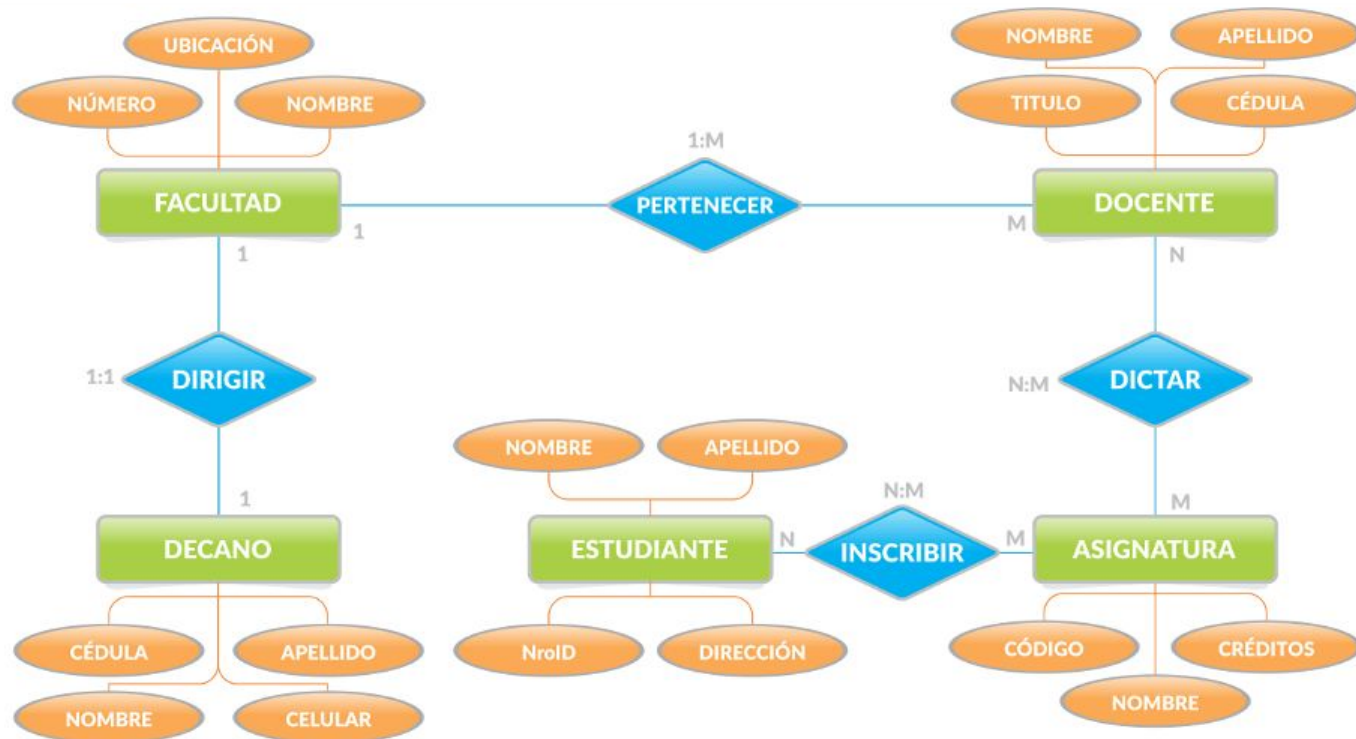 UBICACIÓN
NÚMERO
NOMBRE
FACULTAD
1
1
1:M
PERTENECER
NOMBRE
APELLIDO
TITULO
CÉDULA
DOCENTE
M
N
1:1
DIRIGIR
N:M
DICTAR
1
DECANO
CÉDULA
APELLIDO
NOMBRE
CELULAR
NOMBRE
APELLIDO
ESTUDIANTE
N
NroID
DIRECCIÓN
N:M
INSCRIBIR
M
M
ASIGNATURA
CÓDIGO
CRÉDITOS
NOMBRE